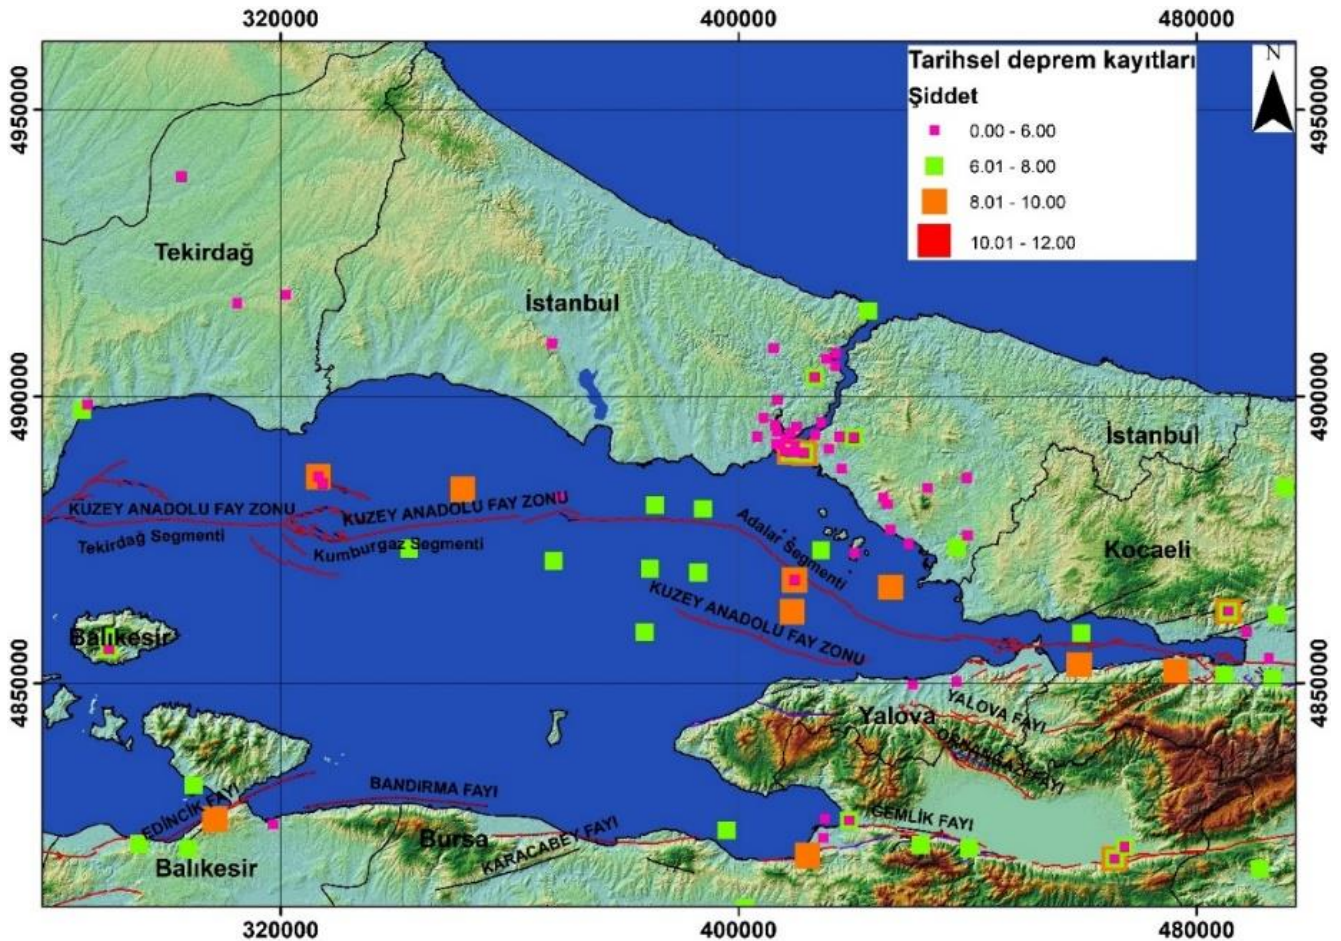 320000 400000 480000
4950000 4950000
4900000 4900000
4850000 4850000
N
Tarihsel deprem kayıtları
Şiddet
0.00 - 6.00
6.01 - 8.00
8.01 - 10.00
10.01 - 12.00
Tekirdağ
İstanbul
İstanbul
Kocaeli
KUZEY ANADOLU FAY ZONU
KUZEY ANADOLU FAY ZONU
Tekirdağ Segmenti
Kumburgaz Segmenti
Adalar Segmenti
KUZEY ANADOLU FAY ZONU
Balıkesir
YALOVA FAYI
Yalova
OSMANGAZİ FAYI
BANDIRMA FAYI
EDİNCİK FAYI
GEMLİK FAYI
Bursa
KARACABEY FAYI
Balıkesir
320000 400000 480000